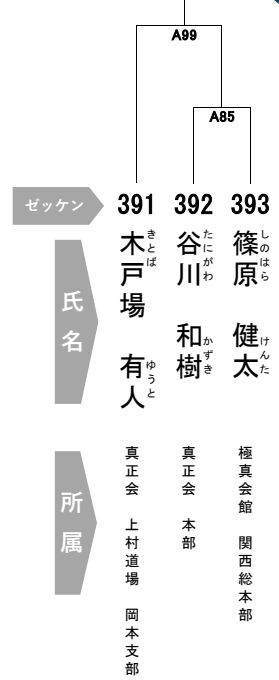 A99
A85
ゼッケン
391 392 393
氏名
木戸場 有人
きとば ゆうと
谷川 和樹
たにがわ かずき
篠原 健太
しのはら けんた
所属
真正会 上村道場 岡本支部
真正会 本部
極真会館 関西総本部